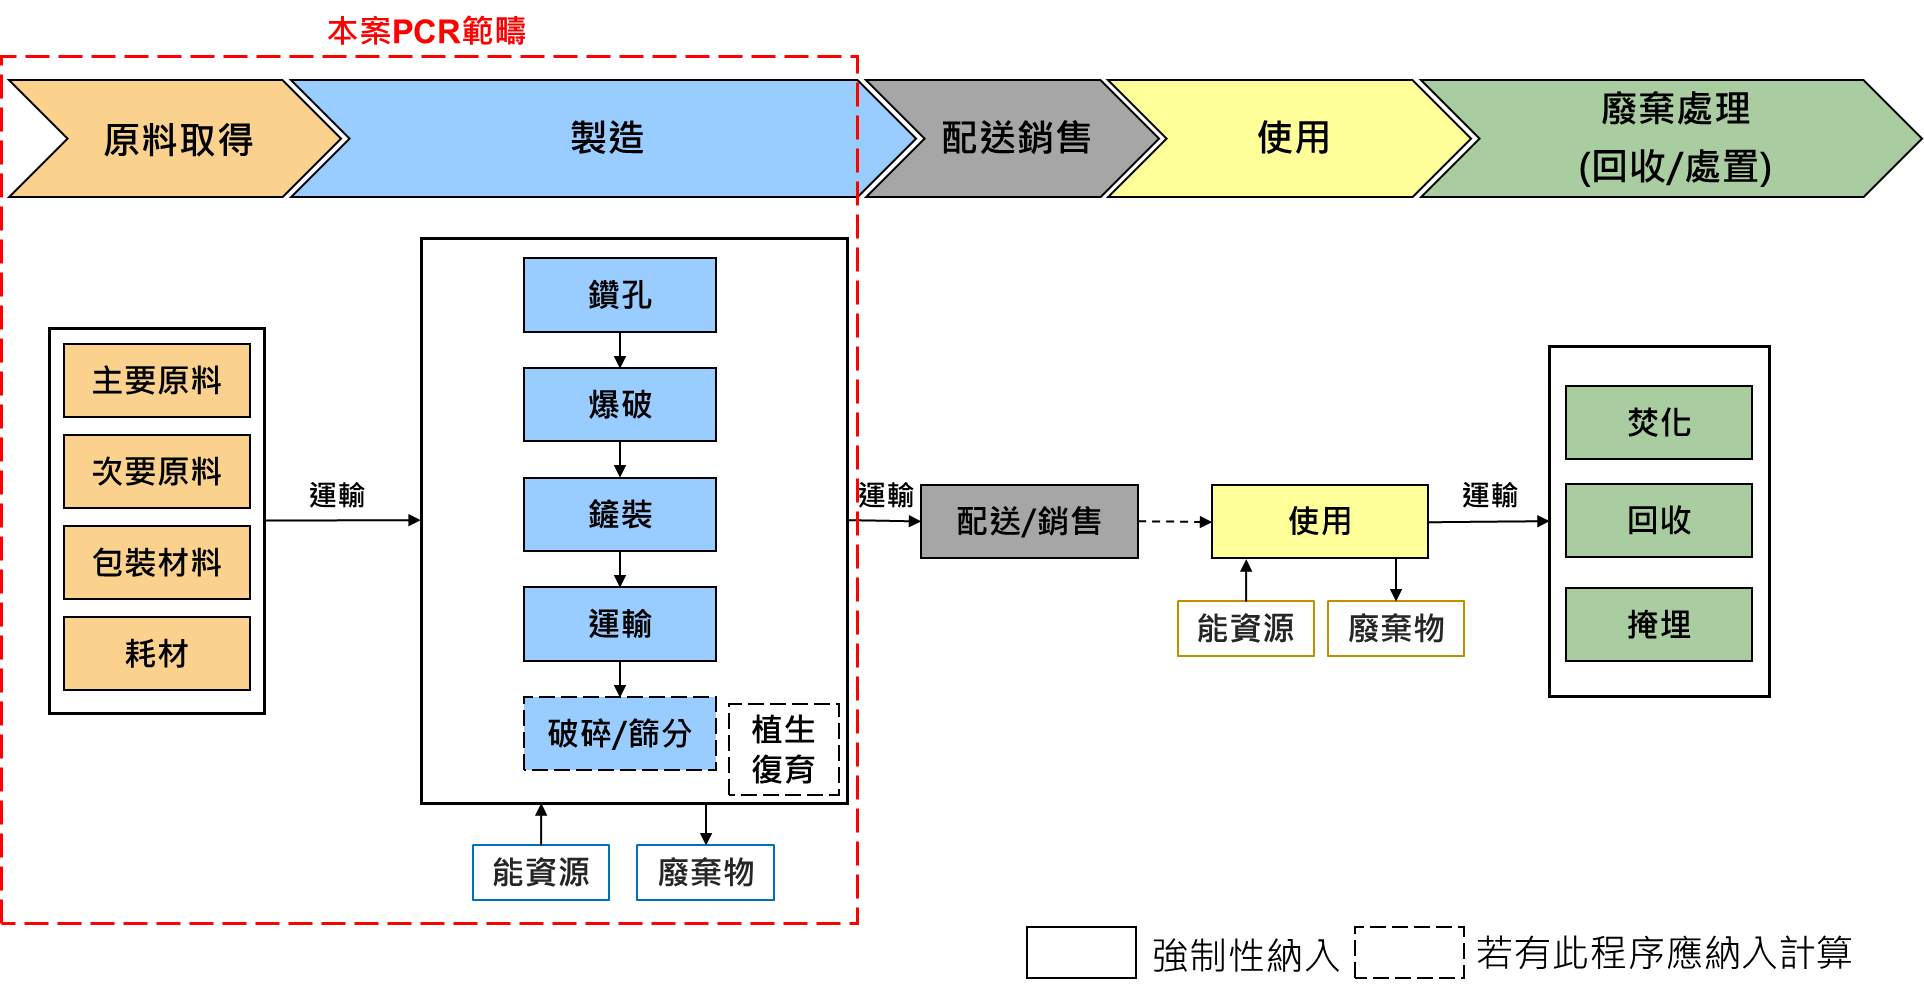 本案PCR範疇
原料取得
製造
配送銷售
使用
廢棄處理
(回收/處置)
主要原料
次要原料
包裝材料
耗材
運輸
鑽孔
爆破
鏟裝
運輸
破碎/篩分
植生
復育
能資源
廢棄物
運輸
配送/銷售
使用
能資源
廢棄物
運輸
焚化
回收
掩埋
強制性納入
若有此程序應納入計算